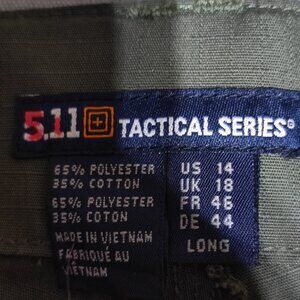 5.11 TACTICAL SERIES®
65% POLYESTER
35% COTTON
65% POLYESTER
35% COTTON
MADE IN VIETNAM
FABRIQUÉ AU
VIETNAM
US 14
UK 18
FR 46
DE 44
LONG